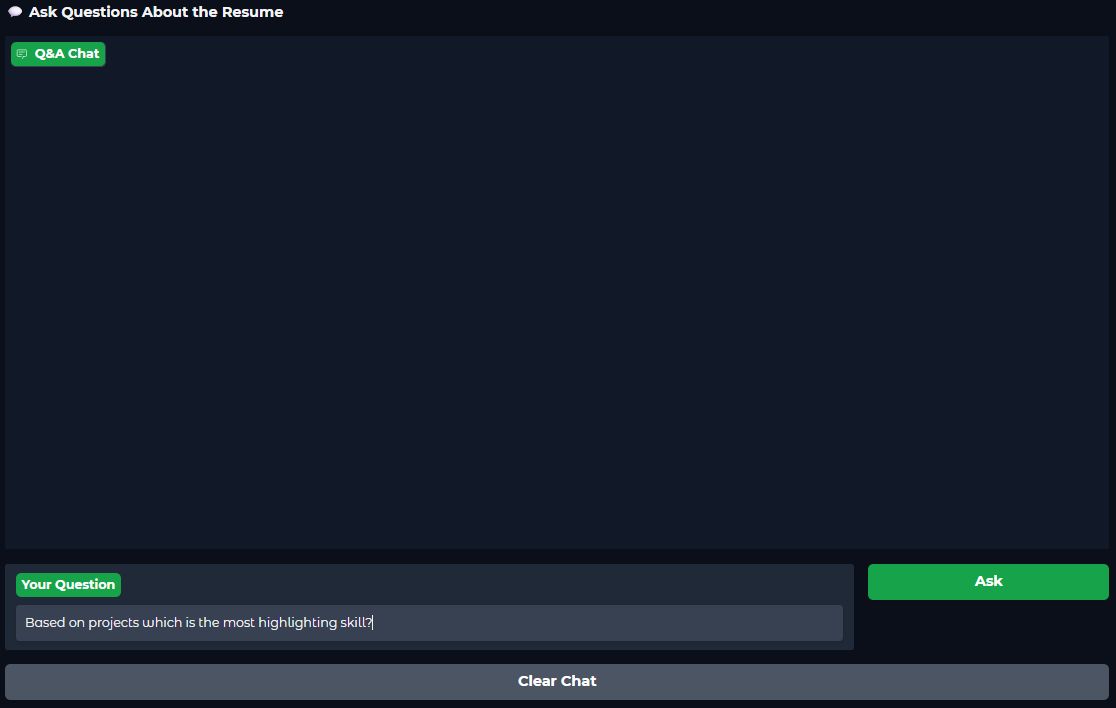 Ask Questions About the Resume
Q&A Chat
Your Question
Based on projects which is the most highlighting skill?
Ask
Clear Chat